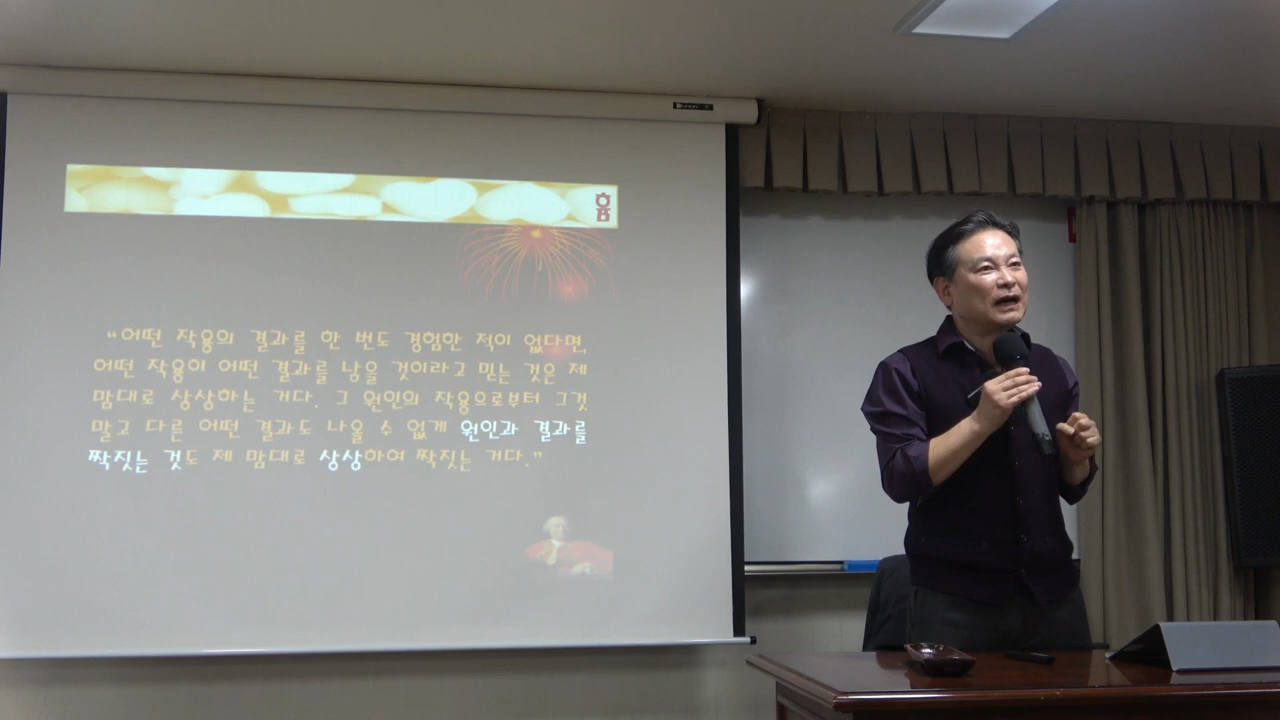 흄
“어떤 작용의 결과를 한 번도 경험한 적이 없다면,
어떤 작용이 어떤 결과를 낳을 것이라고 믿는 것은 제
맘대로 상상하는 거다. 그 원인의 작용으로부터 그것
말고 다른 어떤 결과도 나올 수 없게 원인과 결과를
짝짓는 것도 제 맘대로 상상하여 짝짓는 거다.”